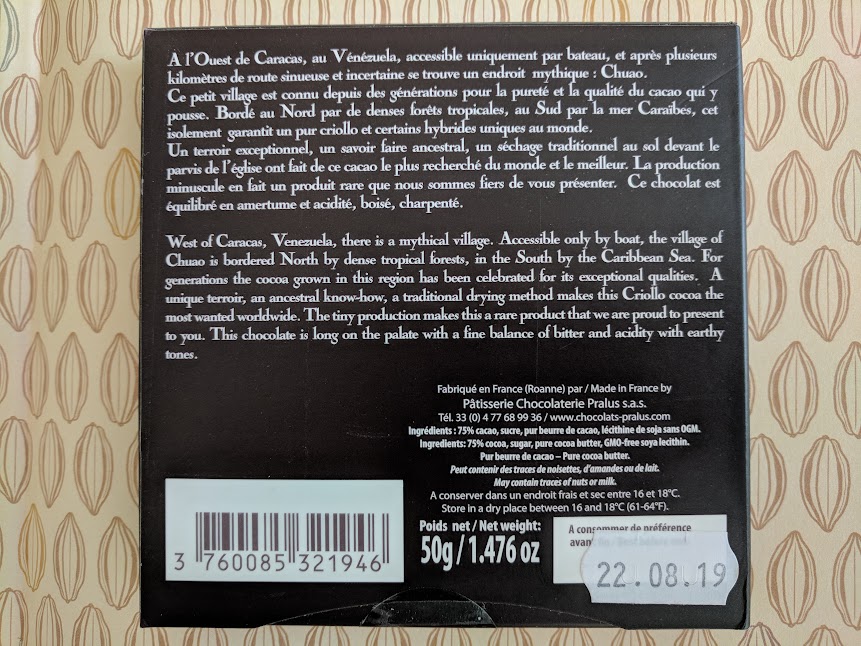 À l'Ouest de Caracas, au Vénézuela, accessible uniquement par bateau, et après plusieurs
kilomètres de route sinueuse et incertaine se trouve un endroit mythique : Chuao.
Ce petit village est connu depuis des générations pour la pureté et la qualité du cacao qui y
pousse. Bordé au Nord par de denses forêts tropicales, au Sud par la mer Caraïbes, cet
isolement garantit un pur criollo et certains hybrides uniques au monde.
Un terroir exceptionnel, un savoir faire ancestral, un séchage traditionnel au sol devant le
parvis de l'église ont fait de ce cacao le plus recherché du monde et le meilleur. La production
minuscule en fait un produit rare que nous sommes fiers de vous présenter. Ce chocolat est
équilibré en amertume et acidité, boisé, charpenté.
West of Caracas, Venezuela, there is a mythical village. Accessible only by boat, the village of
Chuao is bordered North by dense tropical forests, in the South by the Caribbean Sea. For
generations the cocoa grown in this region has been celebrated for its exceptional qualities. A
unique terroir, an ancestral know-how, a traditional drying method makes this Criollo cocoa the
most wanted worldwide. The tiny production makes this a rare product that we are proud to present
to you. This chocolate is long on the palate with a fine balance of bitter and acidity with earthy
tones.
Fabriqué en France (Roanne) par / Made in France by
Pâtisserie Chocolaterie Pralus s.a.s.
Tél. 33 (0) 4 77 68 99 36 / www.chocolats-pralus.com
Ingrédients : 75% cacao, sucre, pur beurre de cacao, lécithine de soja sans OGM.
Ingredients: 75% cocoa, sugar, pure cocoa butter, GMO-free soya lecithin.
Pur beurre de cacao – Pure cocoa butter.
Peut contenir des traces de noisettes, d'amandes ou de lait.
May contain traces of nuts or milk.
A conserver dans un endroit frais et sec entre 16 et 18°C.
Store in a dry place between 16 and 18°C (61-64°F).
Poids net / Net weight:
50g / 1.476 oz
A consommer de préférence
avant
22.08.19
3 760085 321946